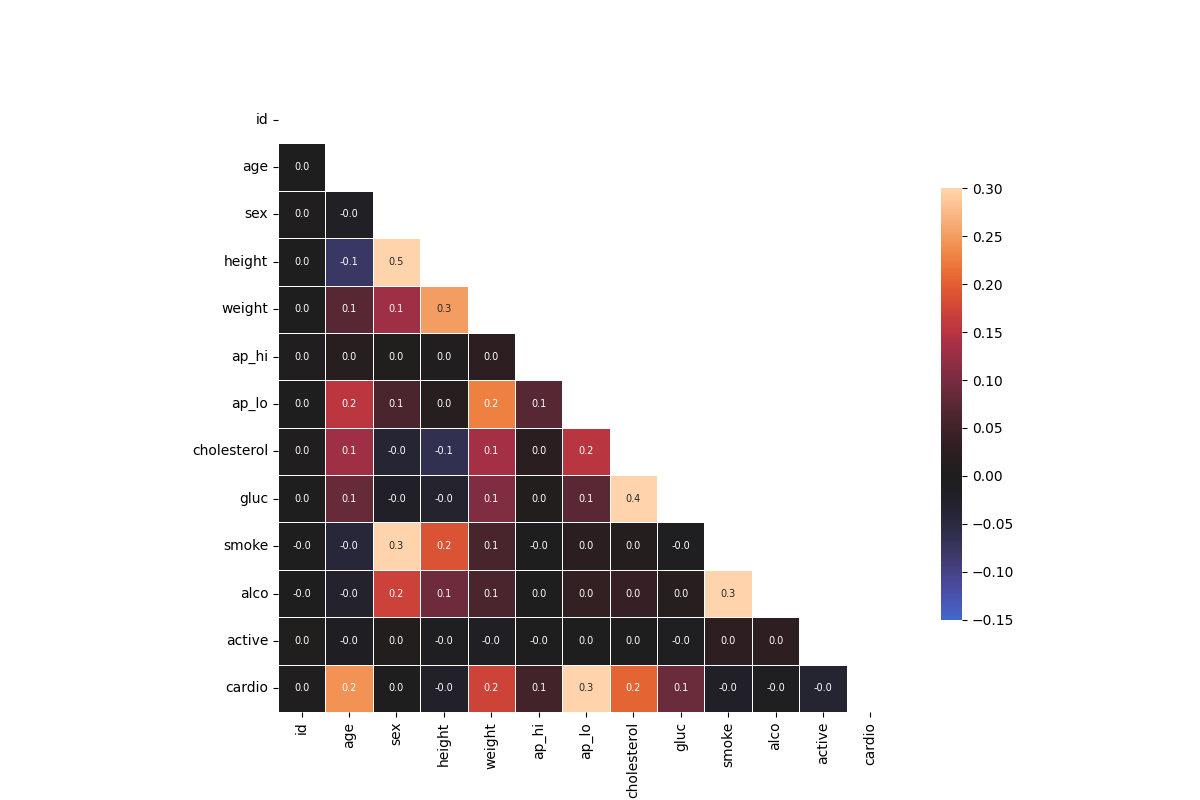 id
age 0.0
sex 0.0 -0.0
height 0.0 -0.1 0.5
weight 0.0 0.1 0.1 0.3
ap_hi 0.0 0.0 0.0 0.0 0.0
ap_lo 0.0 0.2 0.1 0.0 0.2 0.1
cholesterol 0.0 0.1 -0.0 -0.1 0.1 0.0 0.2
gluc 0.0 0.1 -0.0 -0.0 0.1 0.0 0.1 0.4
smoke -0.0 -0.0 0.3 0.2 0.1 -0.0 0.0 0.0 -0.0
alco -0.0 -0.0 0.2 0.1 0.1 0.0 0.0 0.0 0.0 0.3
active 0.0 -0.0 0.0 -0.0 -0.0 -0.0 0.0 0.0 -0.0 0.0 0.0
cardio 0.0 0.2 0.0 -0.0 0.2 0.1 0.3 0.2 0.1 -0.0 -0.0 -0.0
id age sex height weight ap_hi ap_lo cholesterol gluc smoke alco active cardio
0.30
0.25
0.20
0.15
0.10
0.05
0.00
−0.05
−0.10
−0.15